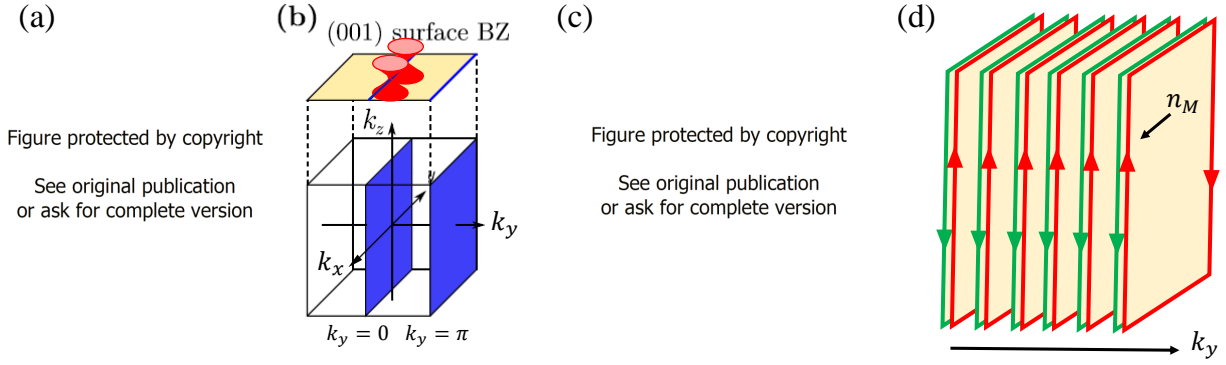 (a)
Figure protected by copyright
See original publication
or ask for complete version
(b)
(001) surface BZ
k_z
k_y
k_x
k_y = 0 k_y = π
(c)
Figure protected by copyright
See original publication
or ask for complete version
(d)
n_M
k_y